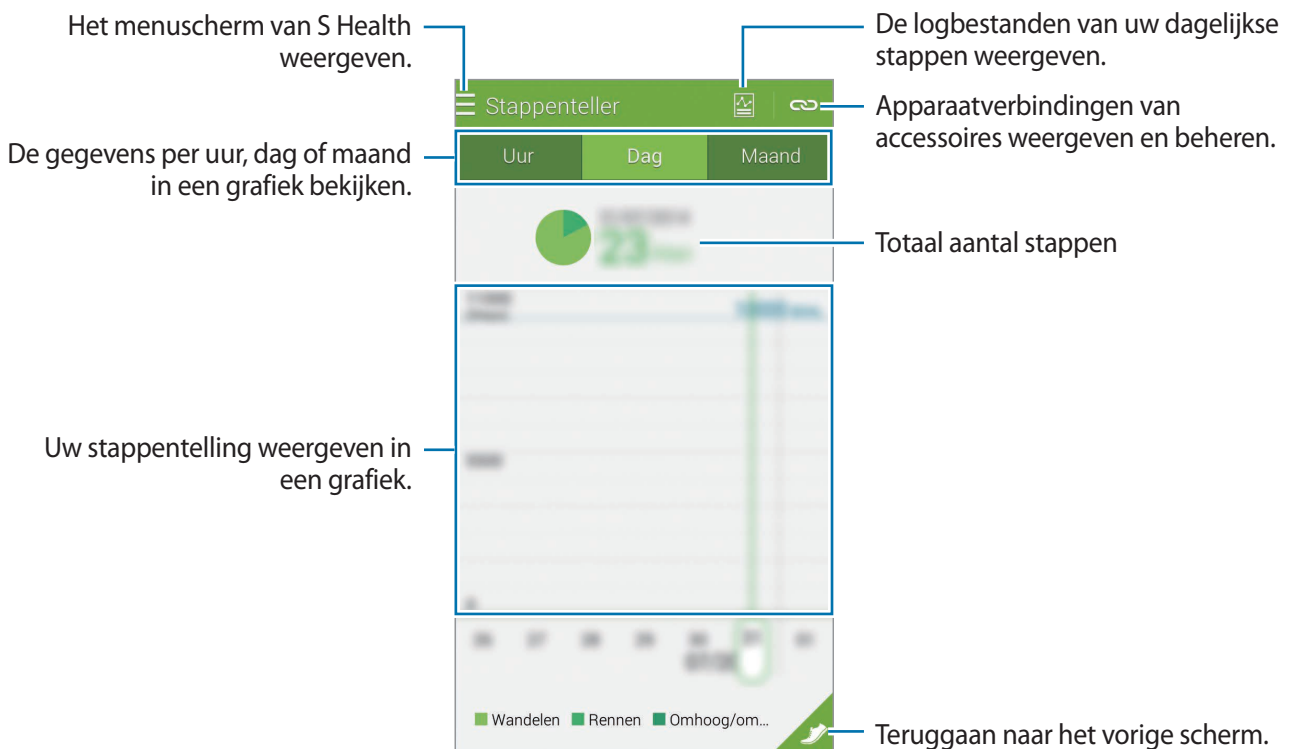 Het menuscherm van S Health
weergeven.
De logbestanden van uw dagelijkse
stappen weergeven.
Stappenteller
Apparaatverbindingen van
accessoires weergeven en beheren.
De gegevens per uur, dag of maand
in een grafiek bekijken.
Uur Dag Maand
23
Totaal aantal stappen
Uw stappentelling weergeven in
een grafiek.
Wandelen Rennen Omhoog/om...
Teruggaan naar het vorige scherm.